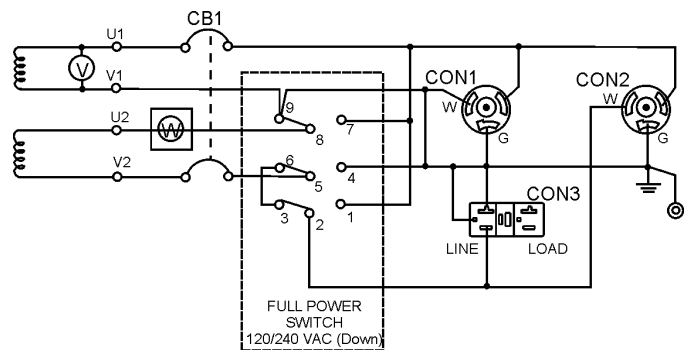 U1
CB1
V
V1
CON1
CON2
W
G
W
G
U2
W
9
8
7
V2
6
5
4
3
2
1
CON3
LINE
LOAD
FULL POWER
SWITCH
120/240 VAC (Down)